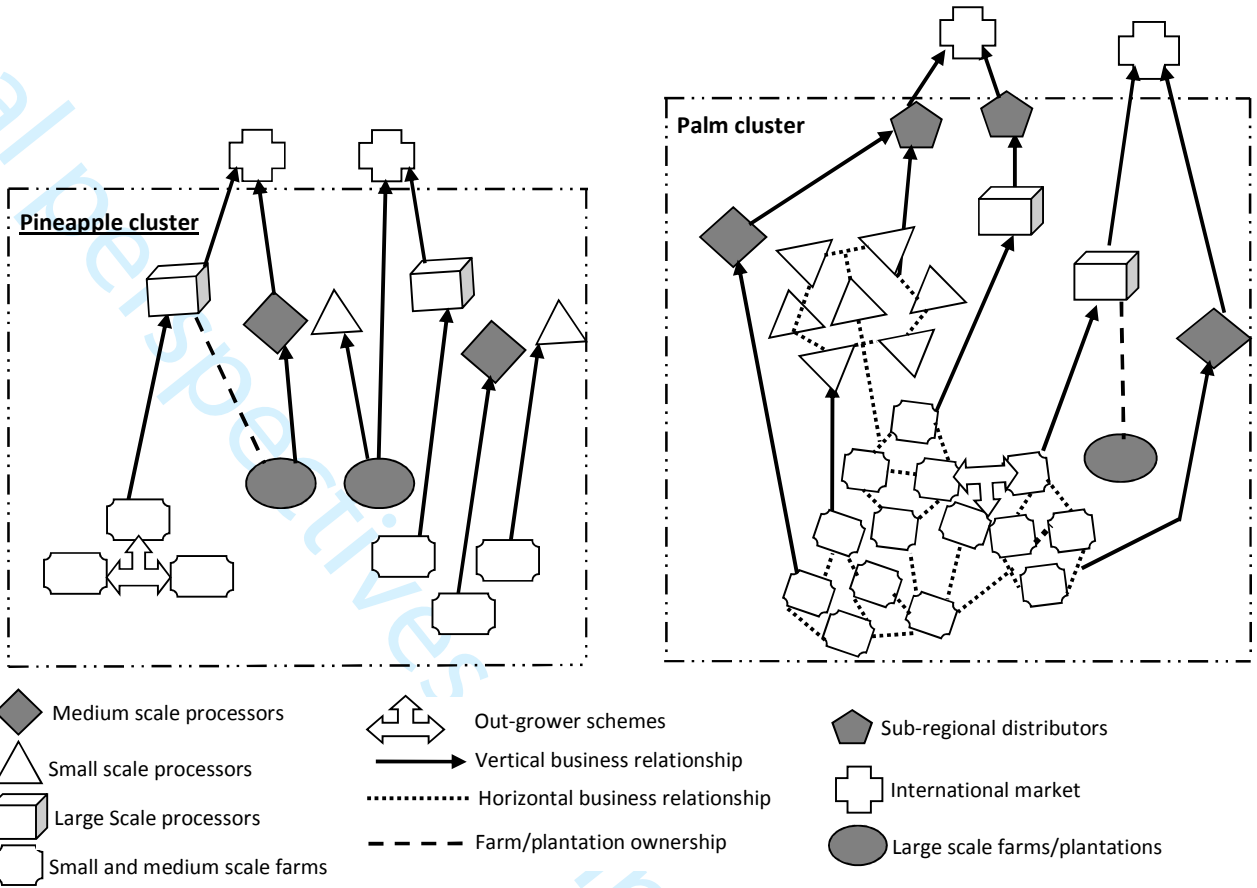 Pineapple cluster
Palm cluster
al perspectives
Medium scale processors
Small scale processors
Large Scale processors
Small and medium scale farms
Out-grower schemes
Vertical business relationship
Horizontal business relationship
Farm/plantation ownership
Sub-regional distributors
International market
Large scale farms/plantations